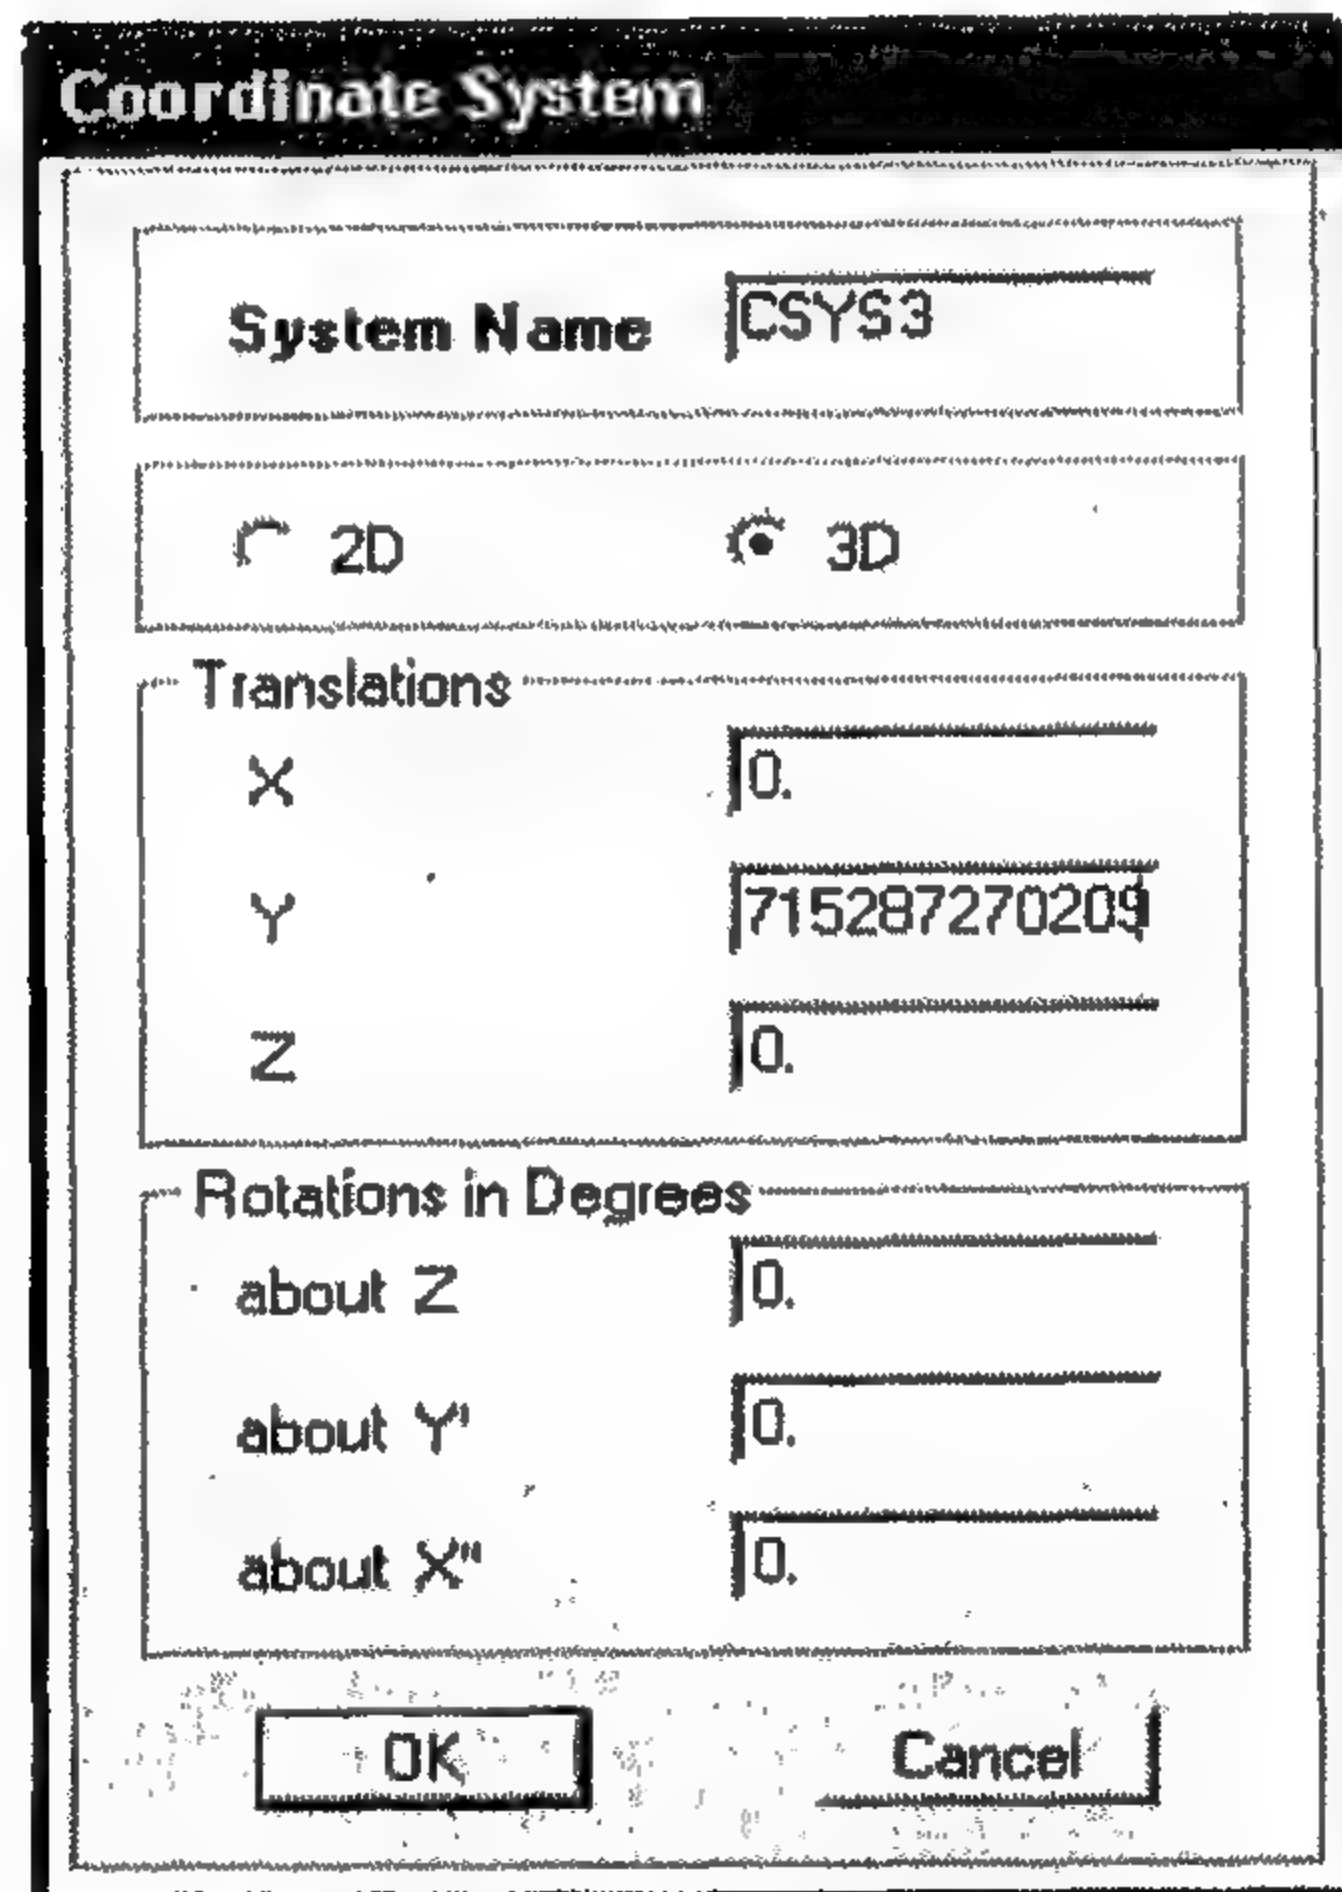 Coordinate System
System Name CSYS3
2D 3D
Translations
X 0.
Y 715287270209
Z 0.
Rotations in Degrees
about Z 0.
about Y' 0.
about X" 0.
OK Cancel